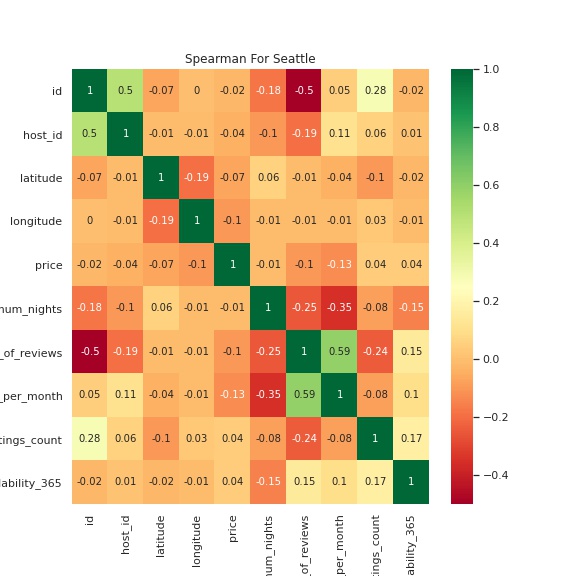 Spearman For Seattle
id 1 0.5 -0.07 0 -0.02 -0.18 -0.5 0.05 0.28 -0.02
host_id 0.5 1 -0.01 -0.01 -0.04 -0.1 -0.19 0.11 0.06 0.01
latitude -0.07 -0.01 1 -0.19 -0.07 0.06 -0.01 -0.04 -0.1 -0.02
longitude 0 -0.01 -0.19 1 -0.1 -0.01 -0.01 -0.01 0.03 -0.01
price -0.02 -0.04 -0.07 -0.1 1 -0.01 -0.1 -0.13 0.04 0.04
num_nights -0.18 -0.1 0.06 -0.01 -0.01 1 -0.25 -0.35 -0.08 -0.15
_of_reviews -0.5 -0.19 -0.01 -0.01 -0.1 -0.25 1 0.59 -0.24 0.15
_per_month 0.05 0.11 -0.04 -0.01 -0.13 -0.35 0.59 1 -0.08 0.1
tings_count 0.28 0.06 -0.1 0.03 0.04 -0.08 -0.24 -0.08 1 0.17
lability_365 -0.02 0.01 -0.02 -0.01 0.04 -0.15 0.15 0.1 0.17 1
id host_id latitude longitude price num_nights _of_reviews _per_month tings_count ability_365
1.0
0.8
0.6
0.4
0.2
0.0
−0.2
−0.4